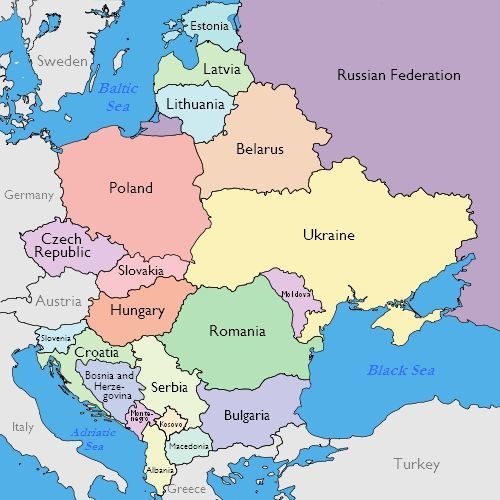 Estonia
Sweden
Latvia
Russian Federation
Baltic
Sea
Lithuania
Belarus
Poland
Germany
Ukraine
Czech
Republic
Slovakia
Moldova
Austria
Hungary
Romania
Slovenia
Croatia
Black Sea
Bosnia and
Herze-
govina
Serbia
Monte-
negro
Bulgaria
Kosovo
Italy
Adriatic
Sea
Macedonia
Albania
Turkey
Greece